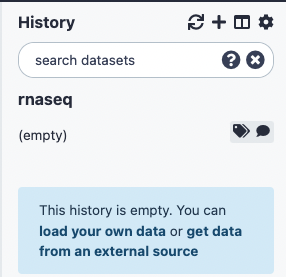 History
search datasets
rnaseq
(empty)
This history is empty. You can
load your own data or get data
from an external source